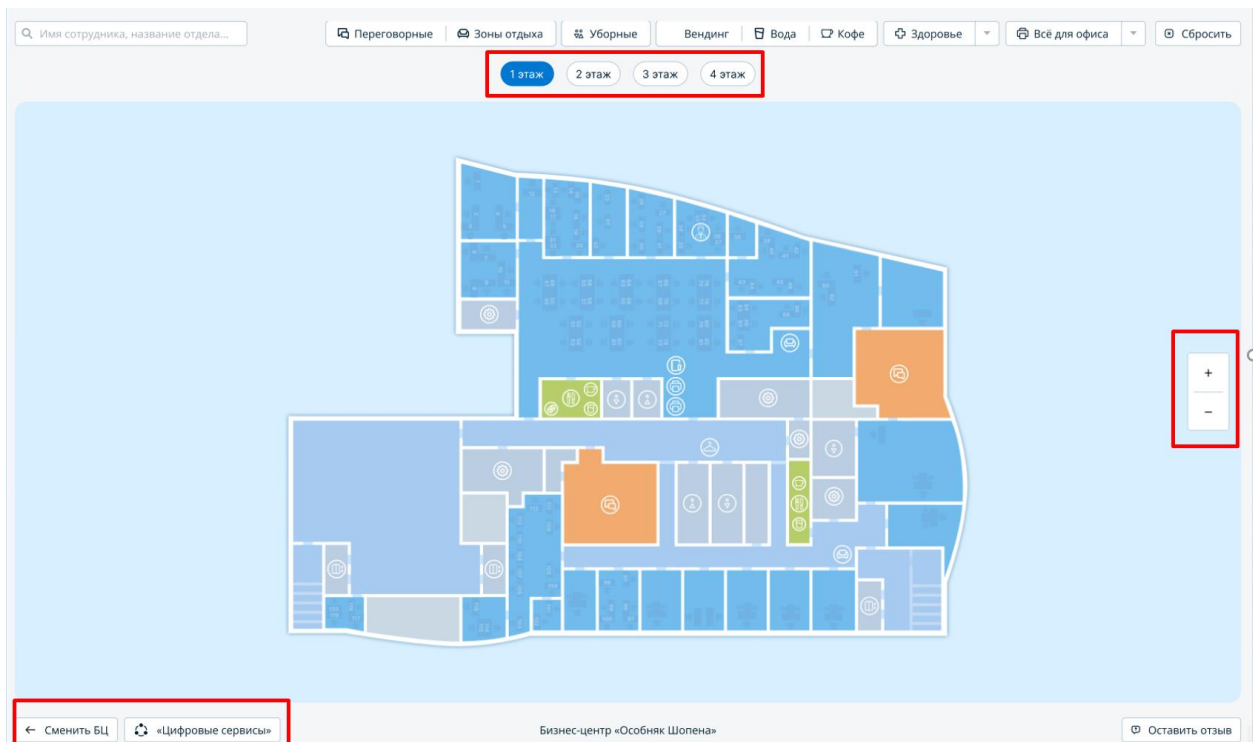 Имя сотрудника, название отдела...
Переговорные
Зоны отдыха
Уборные
Вендинг
Вода
Кофе
Здоровье
Всё для офиса
Сбросить
1 этаж
2 этаж
3 этаж
4 этаж
+
−
← Сменить БЦ
«Цифровые сервисы»
Бизнес-центр «Особняк Шопена»
Оставить отзыв